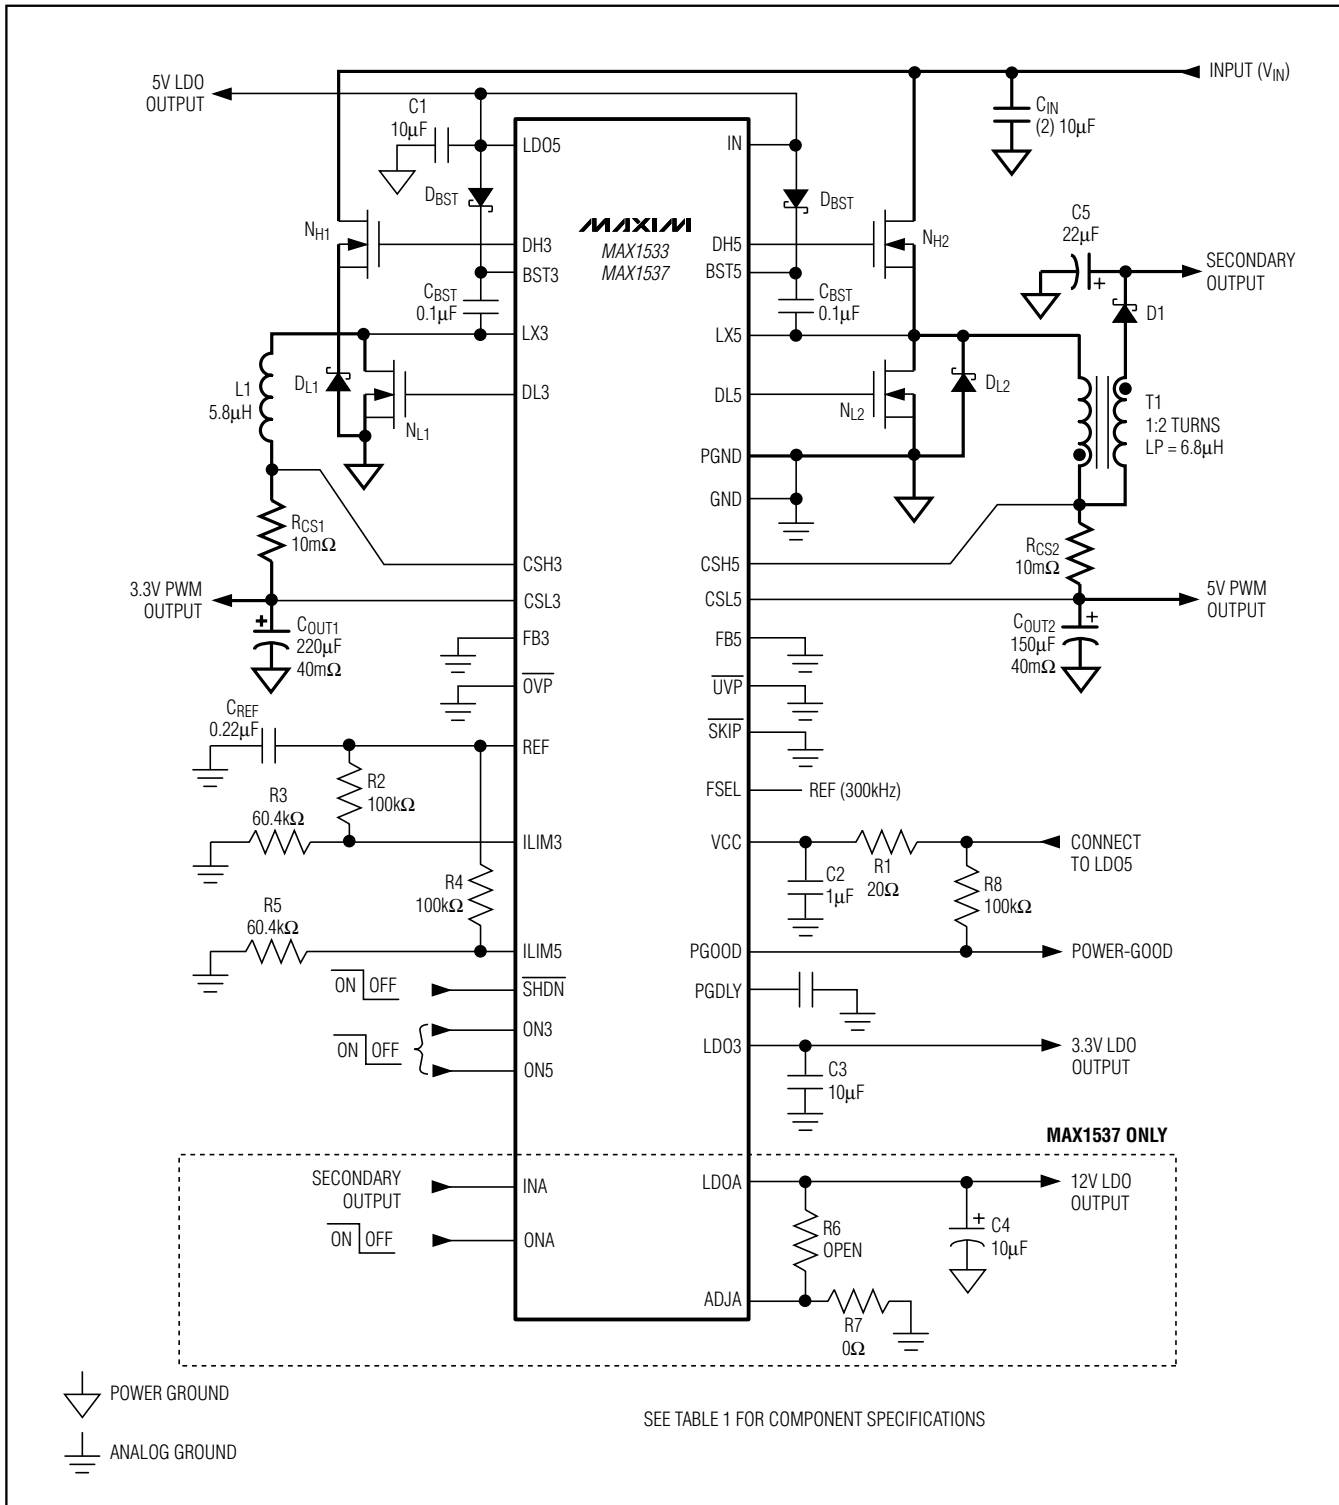 INPUT (VIN)
5V LDO
OUTPUT
C1
10µF
CIN
(2) 10µF
LDO5
IN
DBST
DBST
MAXIM
MAX1533
MAX1537
NH1
DH3
DH5
NH2
C5
22µF
+
SECONDARY
OUTPUT
BST3
BST5
CBST
0.1µF
CBST
0.1µF
D1
LX3
LX5
L1
5.8µH
DL1
NL1
DL3
DL5
NL2
DL2
T1
1:2 TURNS
LP = 6.8µH
PGND
GND
RCS1
10mΩ
RCS2
10mΩ
CSH3
CSH5
3.3V PWM
OUTPUT
CSL3
CSL5
5V PWM
OUTPUT
+
COUT1
220µF
40mΩ
+
COUT2
150µF
40mΩ
FB3
FB5
OVP
UVP
CREF
0.22µF
REF
SKIP
R2
100kΩ
R3
60.4kΩ
FSEL
REF (300kHz)
ILIM3
VCC
CONNECT
TO LDO5
R1
20Ω
C2
1µF
R8
100kΩ
R4
100kΩ
R5
60.4kΩ
ILIM5
PGOOD
POWER-GOOD
ON OFF
SHDN
PGDLY
ON OFF
ON3
ON5
LDO3
3.3V LDO
OUTPUT
C3
10µF
MAX1537 ONLY
SECONDARY
OUTPUT
INA
LDOA
12V LDO
OUTPUT
ON OFF
ONA
R6
OPEN
+
C4
10µF
ADJA
R7
0Ω
POWER GROUND
SEE TABLE 1 FOR COMPONENT SPECIFICATIONS
ANALOG GROUND